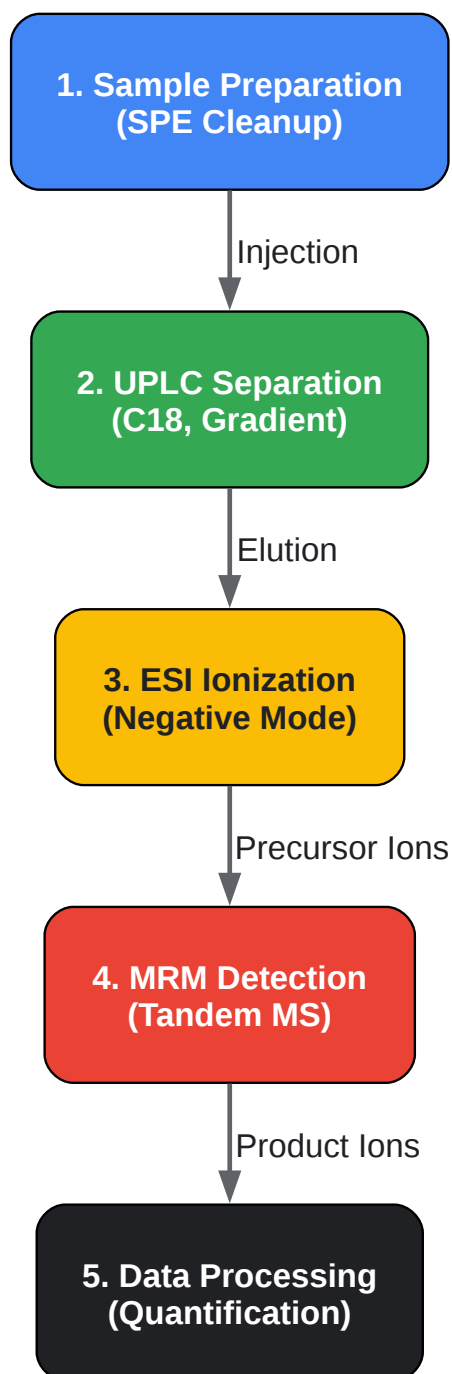 1. Sample Preparation
(SPE Cleanup)
Injection
2. UPLC Separation
(C18, Gradient)
Elution
3. ESI Ionization
(Negative Mode)
Precursor Ions
4. MRM Detection
(Tandem MS)
Product Ions
5. Data Processing
(Quantification)